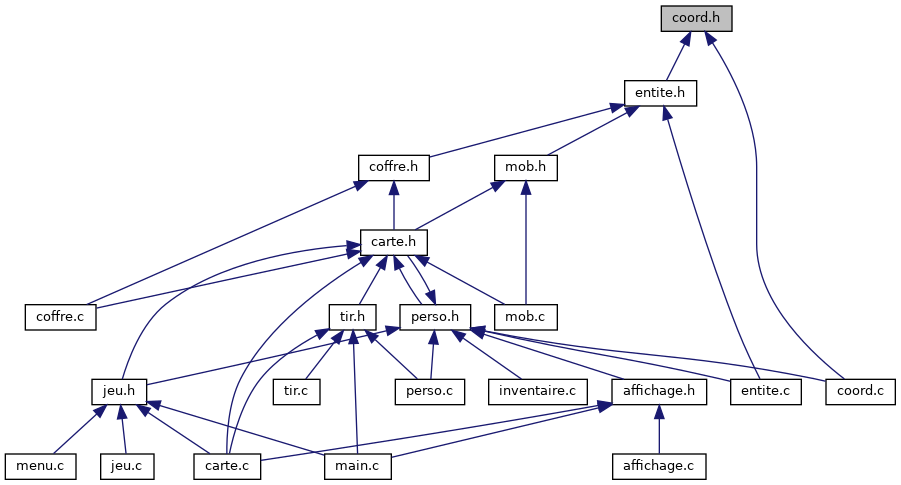 coord.h
entite.h
coffre.h
mob.h
carte.h
coffre.c
tir.h
perso.h
mob.c
jeu.h
tir.c
perso.c
inventaire.c
affichage.h
entite.c
coord.c
menu.c
jeu.c
carte.c
main.c
affichage.c